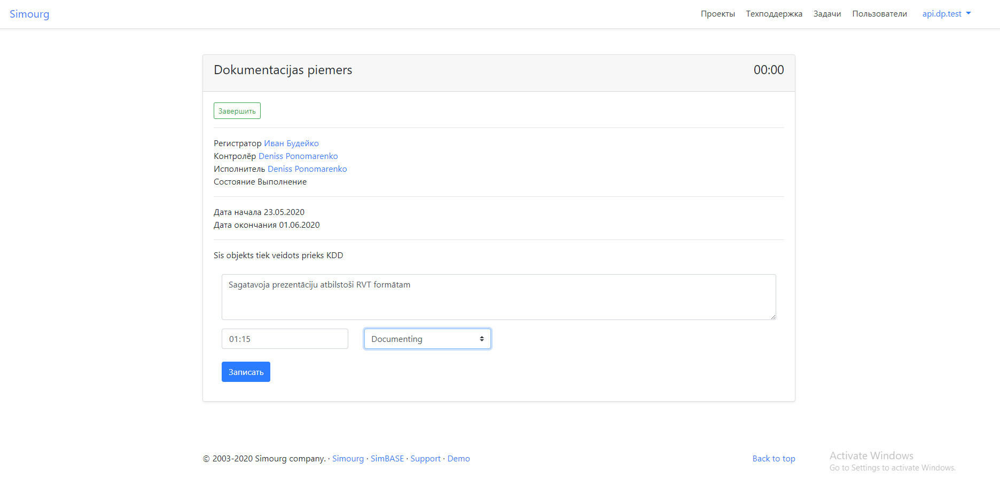 Simourg
Проекты Техподдержка Задачи Пользователи api.dp.test
Dokumentacijas piemers 00:00
Завершить
Регистратор Иван Будейко
Контролёр Deniss Ponomarenko
Исполнитель Deniss Ponomarenko
Состояние Выполнение
Дата начала 23.05.2020
Дата окончания 01.06.2020
Sis objekts tiek veidots prieks KDD
Sagatavoja prezentāciju atbilstoši RVT formātam
01:15 Documenting
Записать
© 2003-2020 Simourg company. · Simourg · SimBASE · Support · Demo
Back to top
Activate Windows
Go to Settings to activate Windows.